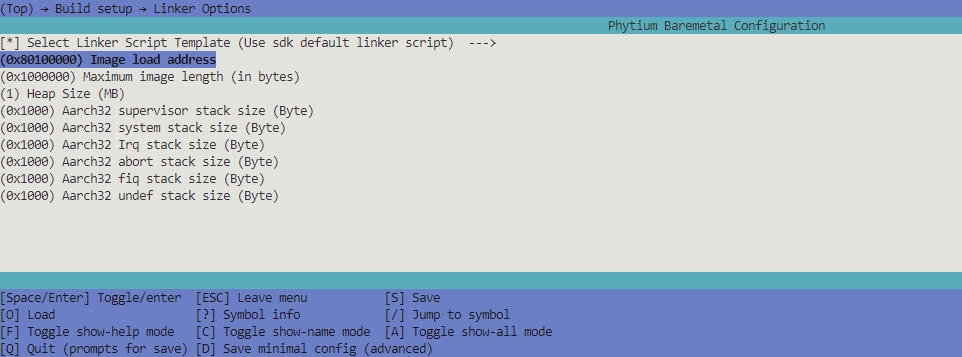 (Top) → Build setup → Linker Options
Phytium Baremetal Configuration
[*] Select Linker Script Template (Use sdk default linker script)  --->
(0x80100000) Image load address
(0x1000000) Maximum image length (in bytes)
(1) Heap Size (MB)
(0x1000) Aarch32 supervisor stack size (Byte)
(0x1000) Aarch32 system stack size (Byte)
(0x1000) Aarch32 Irq stack size (Byte)
(0x1000) Aarch32 abort stack size (Byte)
(0x1000) Aarch32 fiq stack size (Byte)
(0x1000) Aarch32 undef stack size (Byte)
[Space/Enter] Toggle/enter  [ESC] Leave menu  [S] Save
[O] Load  [?] Symbol info  [/] Jump to symbol
[F] Toggle show-help mode  [C] Toggle show-name mode  [A] Toggle show-all mode
[Q] Quit (prompts for save)  [D] Save minimal config (advanced)